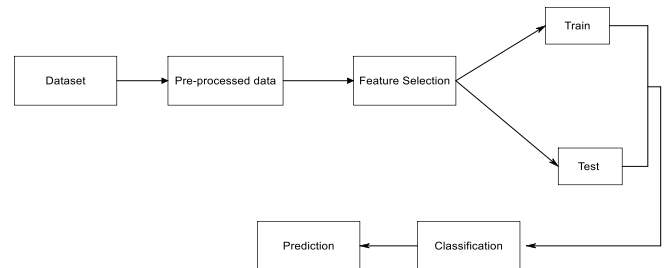 Dataset
Pre-processed data
Feature Selection
Train
Test
Prediction
Classification